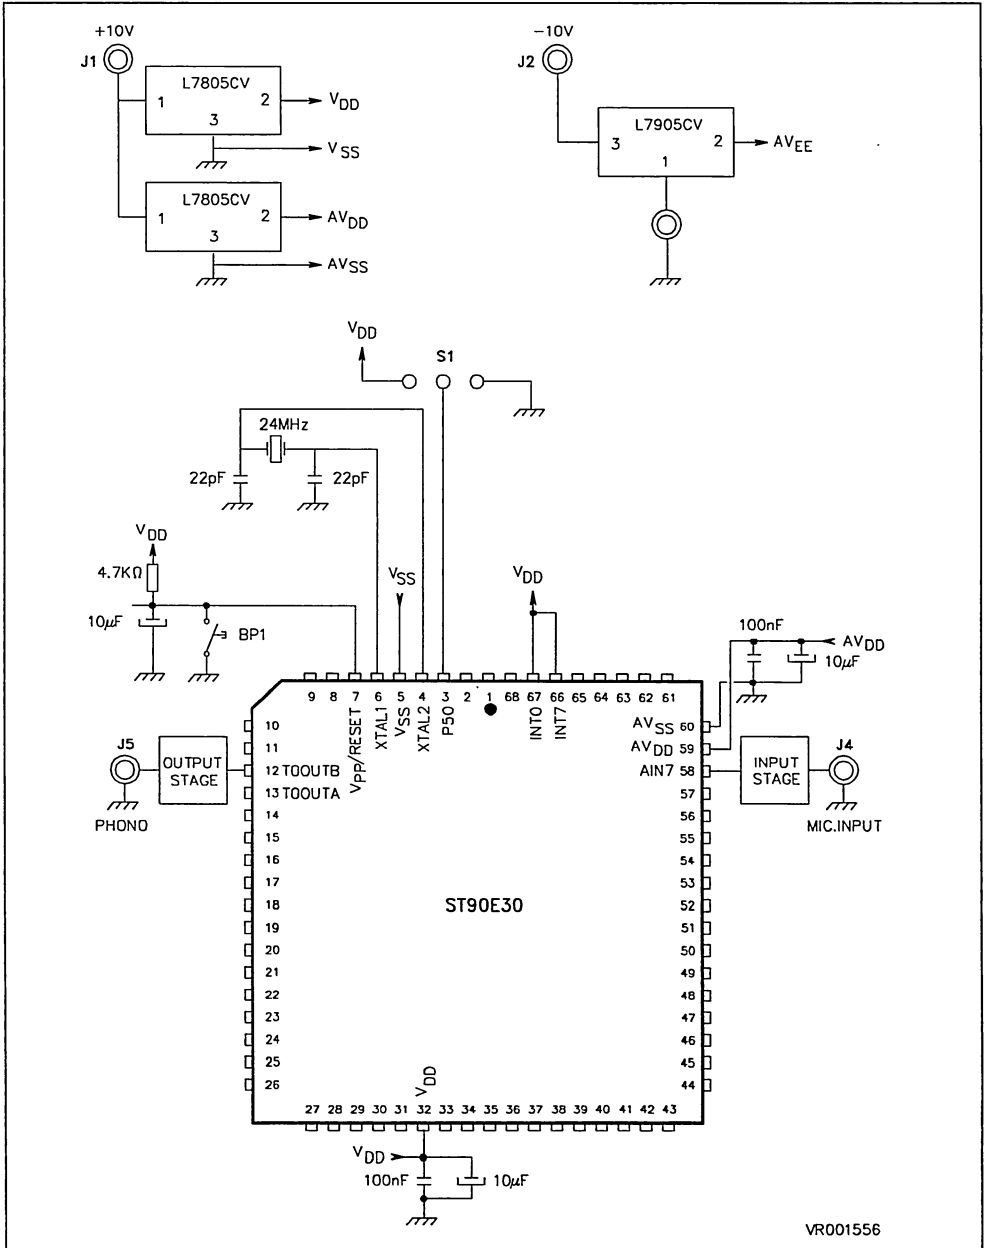 +10V
J1
L7805CV
1 2
3
VDD
VSS
L7805CV
1 2
3
AVDD
AVSS
-10V
J2
L7905CV
3 2
1
AVEE
VDD
S1
24MHz
22pF 22pF
VDD
4.7KΩ
10µF
BP1
VSS
VDD
100nF
AVDD
10µF
9 8 7 6 5 4 3 2 1 68 67 66 65 64 63 62 61
VPP/RESET
XTAL1
VSS
XTAL2
P50
INT0
INT7
10
11
12 TOOUTB
13 TOOUTA
14
15
16
17
18
19
20
21
22
23
24
25
26
J5
OUTPUT
STAGE
PHONO
ST90E30
AVSS 60
AVDD 59
AIN7 58
57
56
55
54
53
52
51
50
49
48
47
46
45
44
INPUT
STAGE
J4
MIC.INPUT
VDD
27 28 29 30 31 32 33 34 35 36 37 38 39 40 41 42 43
VDD
100nF 10µF
VR001556